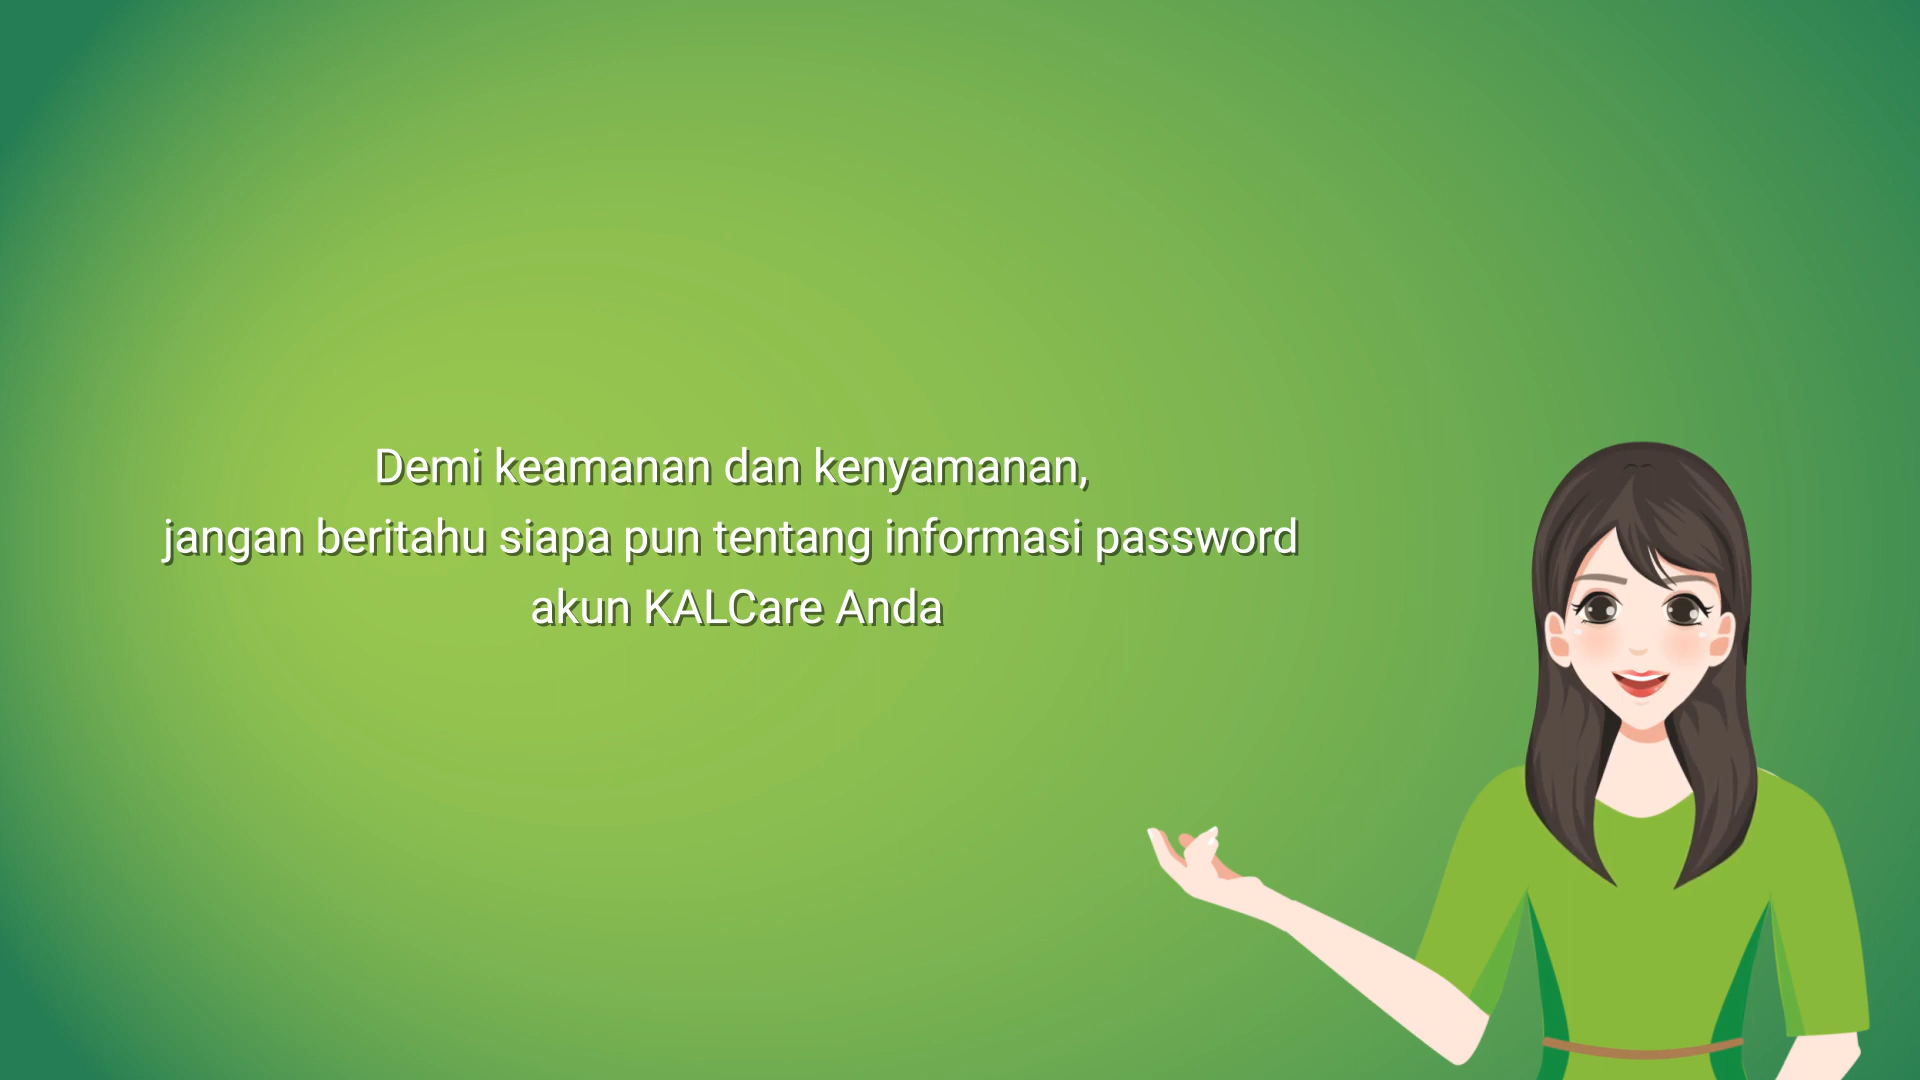 Demi keamanan dan kenyamanan,
jangan beritahu siapa pun tentang informasi password
akun KALCare Anda